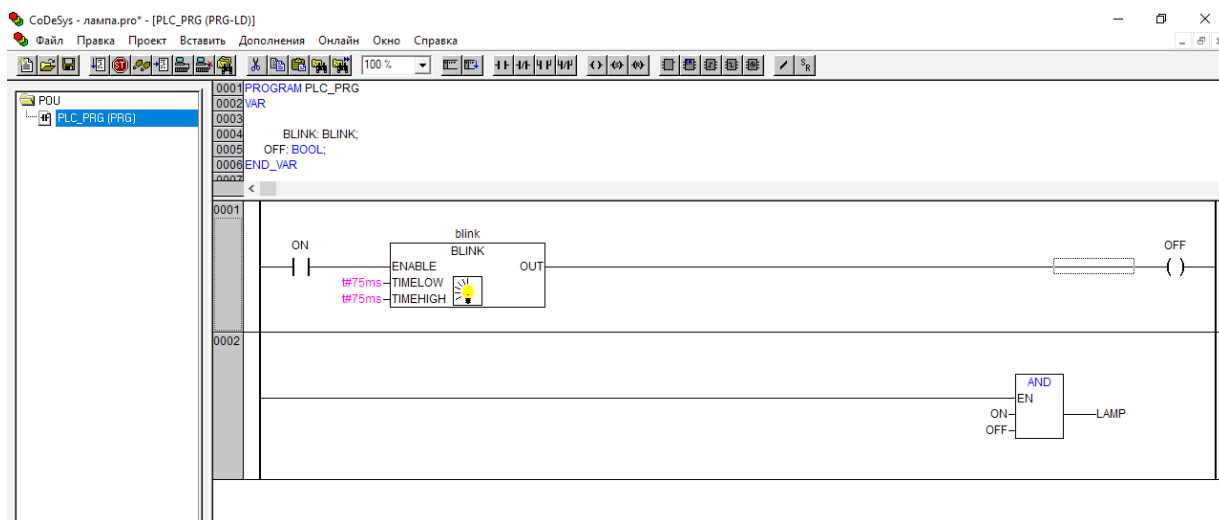 CoDeSys - лампа.pro* - [PLC_PRG (PRG-LD)]
Файл Правка Проект Вставить Дополнения Онлайн Окно Справка
100 %
POU
PLC_PRG (PRG)
0001 PROGRAM PLC_PRG
0002 VAR
0003
0004 BLINK: BLINK;
0005 OFF: BOOL;
0006 END_VAR
0007
0001
blink
ON BLINK OFF
ENABLE OUT
t#75ms TIMELOW
t#75ms TIMEHIGH
0002
AND
EN
ON LAMP
OFF